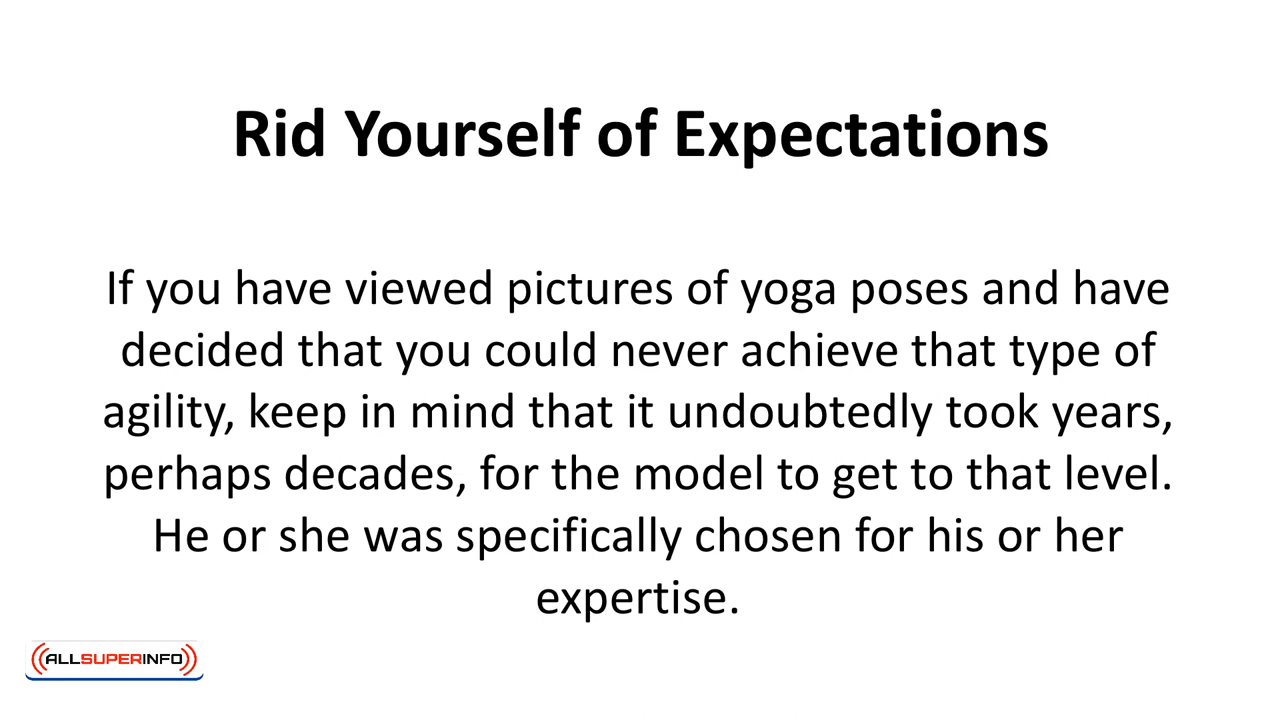 Rid Yourself of Expectations
If you have viewed pictures of yoga poses and have
decided that you could never achieve that type of
agility, keep in mind that it undoubtedly took years,
perhaps decades, for the model to get to that level.
He or she was specifically chosen for his or her
expertise.
ALLSUPERINFO